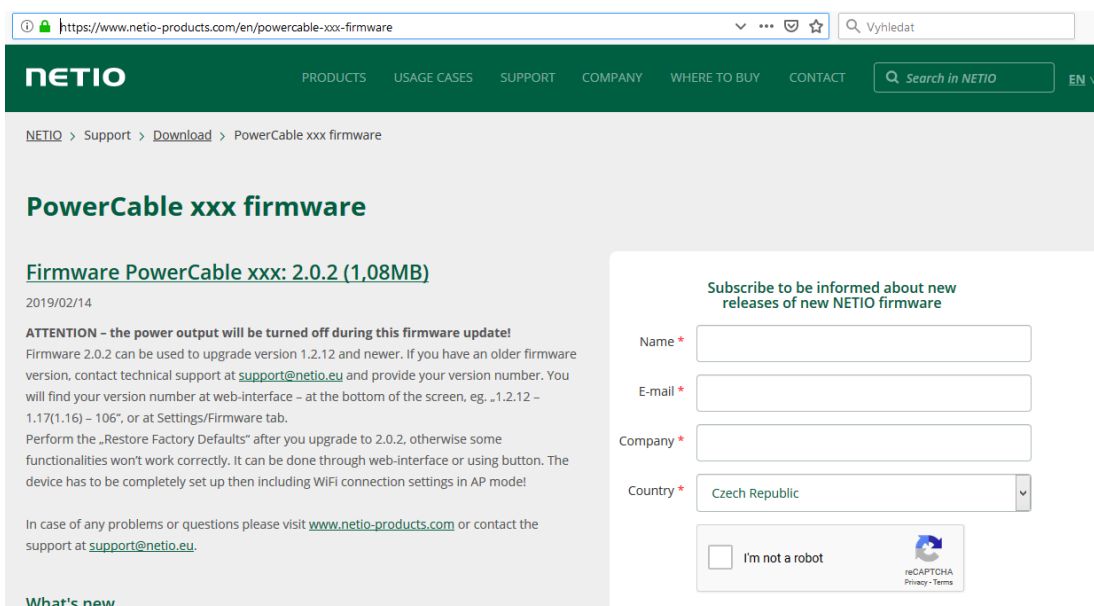 https://www.netio-products.com/en/powercable-xxx-firmware
Vyhledat
NETIO
PRODUCTS
USAGE CASES
SUPPORT
COMPANY
WHERE TO BUY
CONTACT
Search in NETIO
EN
NETIO > Support > Download > PowerCable xxx firmware
PowerCable xxx firmware
Firmware PowerCable xxx: 2.0.2 (1,08MB)
2019/02/14
ATTENTION – the power output will be turned off during this firmware update!
Firmware 2.0.2 can be used to upgrade version 1.2.12 and newer. If you have an older firmware
version, contact technical support at support@netio.eu and provide your version number. You
will find your version number at web-interface – at the bottom of the screen, eg. „1.2.12 –
1.17(1.16) – 106“, or at Settings/Firmware tab.
Perform the „Restore Factory Defaults“ after you upgrade to 2.0.2, otherwise some
functionalities won't work correctly. It can be done through web-interface or using button. The
device has to be completely set up then including WiFi connection settings in AP mode!
In case of any problems or questions please visit www.netio-products.com or contact the
support at support@netio.eu.
What's new
Subscribe to be informed about new
releases of new NETIO firmware
Name *
E-mail *
Company *
Country *
Czech Republic
I'm not a robot
reCAPTCHA
Privacy - Terms